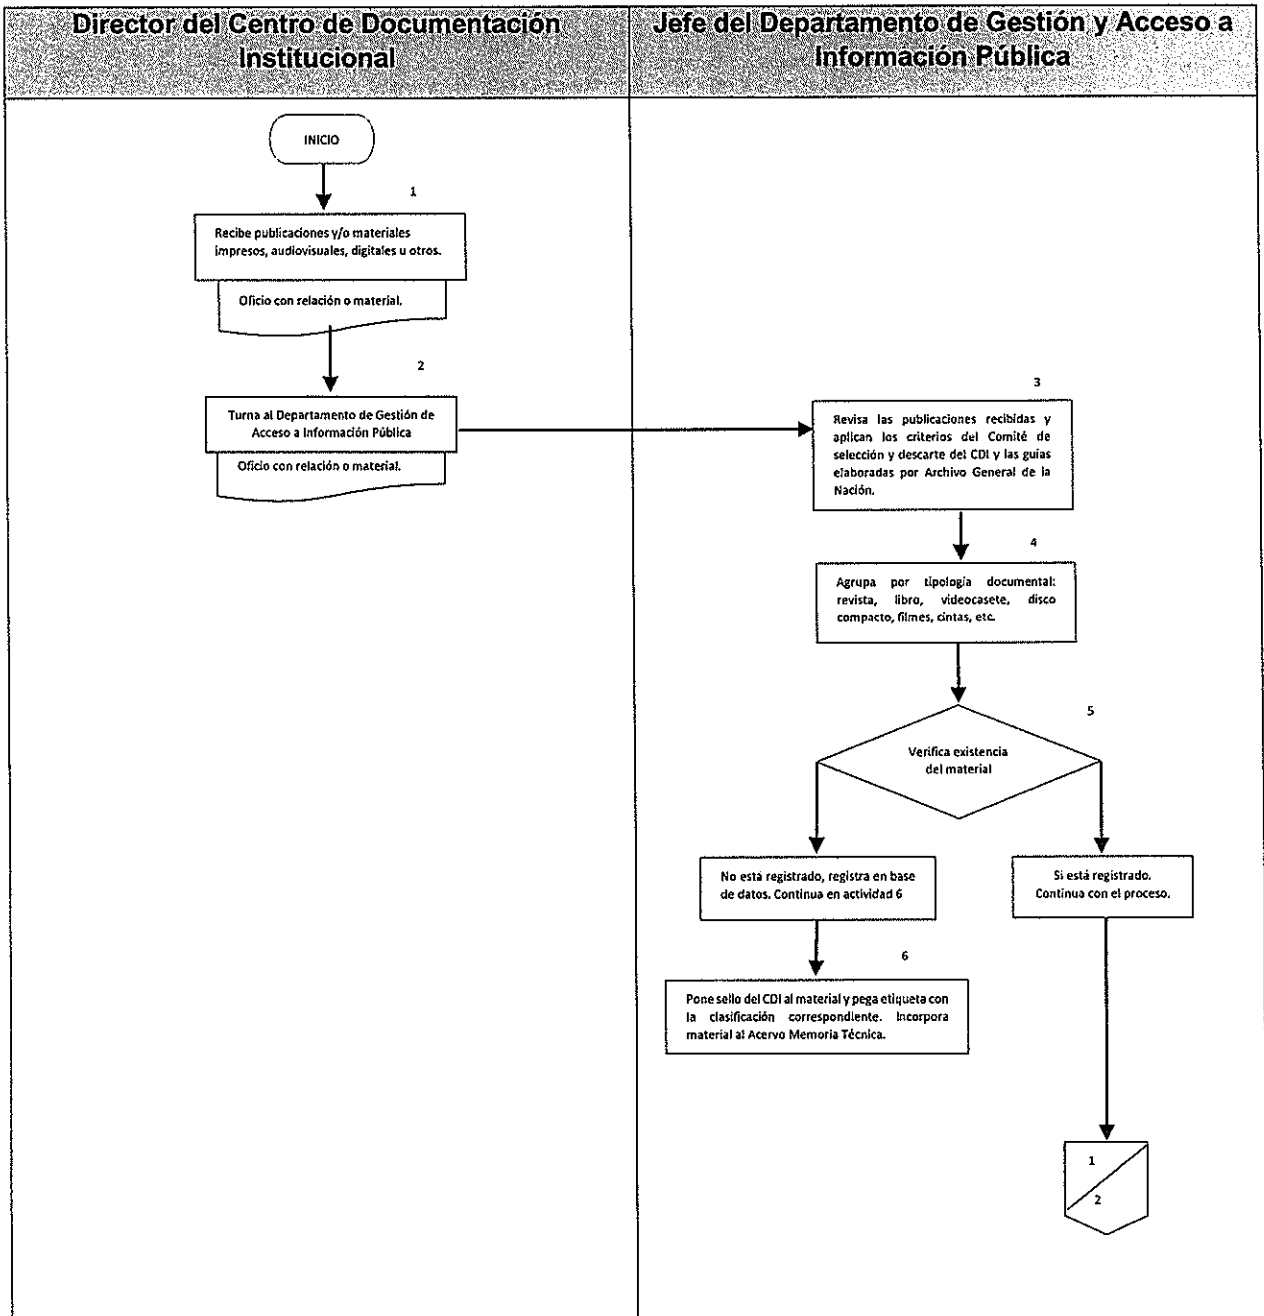 Director del Centro de Documentación
Institucional
Jefe del Departamento de Gestión y Acceso a
Información Pública
INICIO
1
Recibe publicaciones y/o materiales
impresos, audiovisuales, digitales u otros.
Oficio con relación o material.
2
Turna al Departamento de Gestión de
Acceso a Información Pública
Oficio con relación o material.
3
Revisa las publicaciones recibidas y
aplican los criterios del Comité de
selección y descarte del CDI y las guías
elaboradas por Archivo General de la
Nación.
4
Agrupa por tipología documental:
revista, libro, videocasete, disco
compacto, filmes, cintas, etc.
5
Verifica existencia
del material
No está registrado, registra en base
de datos. Continua en actividad 6
Si está registrado.
Continua con el proceso.
6
Pone sello del CDI al material y pega etiqueta con
la clasificación correspondiente. Incorpora
material al Acervo Memoria Técnica.
1
2